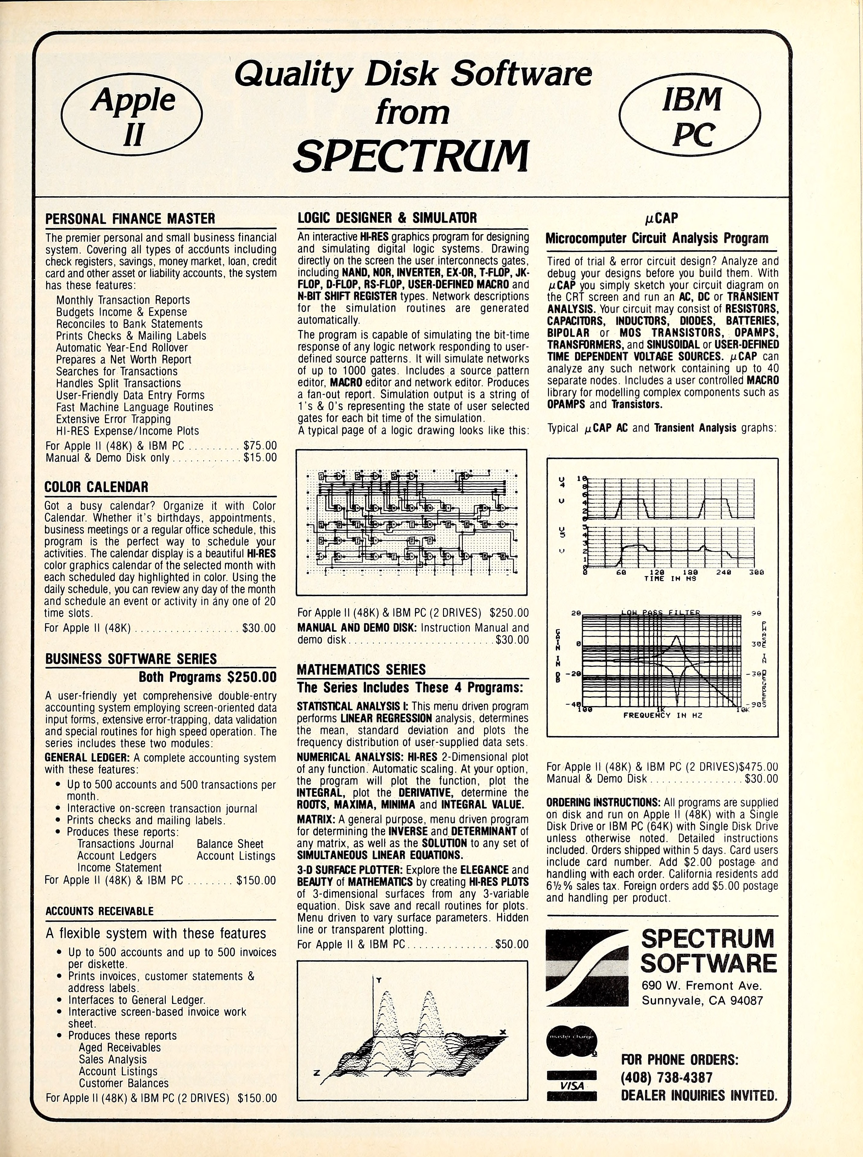 Apple
II
Quality Disk Software
from
SPECTRUM
IBM
PC
PERSONAL FINANCE MASTER
The premier personal and small business financial
system. Covering all types of accounts including
check registers, savings, money market, loan, credit
card and other asset or liability accounts, the system
has these features:
Monthly Transaction Reports
Budgets Income & Expense
Reconciles to Bank Statements
Prints Checks & Mailing Labels
Automatic Year-End Rollover
Prepares a Net Worth Report
Searches for Transactions
Handles Split Transactions
User-Friendly Data Entry Forms
Fast Machine Language Routines
Extensive Error Trapping
HI-RES Expense/Income Plots
For Apple II (48K) & IBM PC ......... $75.00
Manual & Demo Disk only ............ $15.00
COLOR CALENDAR
Got a busy calendar? Organize it with Color
Calendar. Whether it's birthdays, appointments,
business meetings or a regular office schedule, this
program is the perfect way to schedule your
activities. The calendar display is a beautiful HI-RES
color graphics calendar of the selected month with
each scheduled day highlighted in color. Using the
daily schedule, you can review any day of the month
and schedule an event or activity in any one of 20
time slots.
For Apple II (48K) .................. $30.00
BUSINESS SOFTWARE SERIES
Both Programs $250.00
A user-friendly yet comprehensive double-entry
accounting system employing screen-oriented data
input forms, extensive error-trapping, data validation
and special routines for high speed operation. The
series includes these two modules:
GENERAL LEDGER: A complete accounting system
with these features:
• Up to 500 accounts and 500 transactions per
month.
• Interactive on-screen transaction journal
• Prints checks and mailing labels.
• Produces these reports:
Transactions Journal Balance Sheet
Account Ledgers Account Listings
Income Statement
For Apple II (48K) & IBM PC ........ $150.00
ACCOUNTS RECEIVABLE
A flexible system with these features
• Up to 500 accounts and up to 500 invoices
per diskette.
• Prints invoices, customer statements &
address labels.
• Interfaces to General Ledger.
• Interactive screen-based invoice work
sheet.
• Produces these reports
Aged Receivables
Sales Analysis
Account Listings
Customer Balances
For Apple II (48K) & IBM PC (2 DRIVES) $150.00
LOGIC DESIGNER & SIMULATOR
An interactive HI-RES graphics program for designing
and simulating digital logic systems. Drawing
directly on the screen the user interconnects gates,
including NAND, NOR, INVERTER, EX-OR, T-FLOP, JK-
FLOP, D-FLOP, RS-FLOP, USER-DEFINED MACRO and
N-BIT SHIFT REGISTER types. Network descriptions
for the simulation routines are generated
automatically.
The program is capable of simulating the bit-time
response of any logic network responding to user-
defined source patterns. It will simulate networks
of up to 1000 gates. Includes a source pattern
editor, MACRO editor and network editor. Produces
a fan-out report. Simulation output is a string of
1's & 0's representing the state of user selected
gates for each bit time of the simulation.
A typical page of a logic drawing looks like this:
For Apple II (48K) & IBM PC (2 DRIVES) $250.00
MANUAL AND DEMO DISK: Instruction Manual and
demo disk.......................... $30.00
MATHEMATICS SERIES
The Series Includes These 4 Programs:
STATISTICAL ANALYSIS I: This menu driven program
performs LINEAR REGRESSION analysis, determines
the mean, standard deviation and plots the
frequency distribution of user-supplied data sets.
NUMERICAL ANALYSIS: HI-RES 2-Dimensional plot
of any function. Automatic scaling. At your option,
the program will plot the function, plot the
INTEGRAL, plot the DERIVATIVE, determine the
ROOTS, MAXIMA, MINIMA and INTEGRAL VALUE.
MATRIX: A general purpose, menu driven program
for determining the INVERSE and DETERMINANT of
any matrix, as well as the SOLUTION to any set of
SIMULTANEOUS LINEAR EQUATIONS.
3-D SURFACE PLOTTER: Explore the ELEGANCE and
BEAUTY of MATHEMATICS by creating HI-RES PLOTS
of 3-dimensional surfaces from any 3-variable
equation. Disk save and recall routines for plots.
Menu driven to vary surface parameters. Hidden
line or transparent plotting.
For Apple II & IBM PC............... $50.00
Y
X
Z
µCAP
Microcomputer Circuit Analysis Program
Tired of trial & error circuit design? Analyze and
debug your designs before you build them. With
µCAP you simply sketch your circuit diagram on
the CRT screen and run an AC, DC or TRANSIENT
ANALYSIS. Your circuit may consist of RESISTORS,
CAPACITORS, INDUCTORS, DIODES, BATTERIES,
BIPOLAR or MOS TRANSISTORS, OPAMPS,
TRANSFORMERS, and SINUSOIDAL or USER-DEFINED
TIME DEPENDENT VOLTAGE SOURCES. µCAP can
analyze any such network containing up to 40
separate nodes. Includes a user controlled MACRO
library for modelling complex components such as
OPAMPS and Transistors.
Typical µCAP AC and Transient Analysis graphs:
0 60 120 180 240 300
TIME IN NS
LOW PASS FILTER
20 90
0 30
-20 -30
-40 -90
GAIN IN DB
100 1K 10K
FREQUENCY IN HZ
For Apple II (48K) & IBM PC (2 DRIVES)$475.00
Manual & Demo Disk ................ $30.00
ORDERING INSTRUCTIONS: All programs are supplied
on disk and run on Apple II (48K) with a Single
Disk Drive or IBM PC (64K) with Single Disk Drive
unless otherwise noted. Detailed instructions
included. Orders shipped within 5 days. Card users
include card number. Add $2.00 postage and
handling with each order. California residents add
6½% sales tax. Foreign orders add $5.00 postage
and handling per product.
SPECTRUM
SOFTWARE
690 W. Fremont Ave.
Sunnyvale, CA 94087
master charge
VISA
FOR PHONE ORDERS:
(408) 738-4387
DEALER INQUIRIES INVITED.